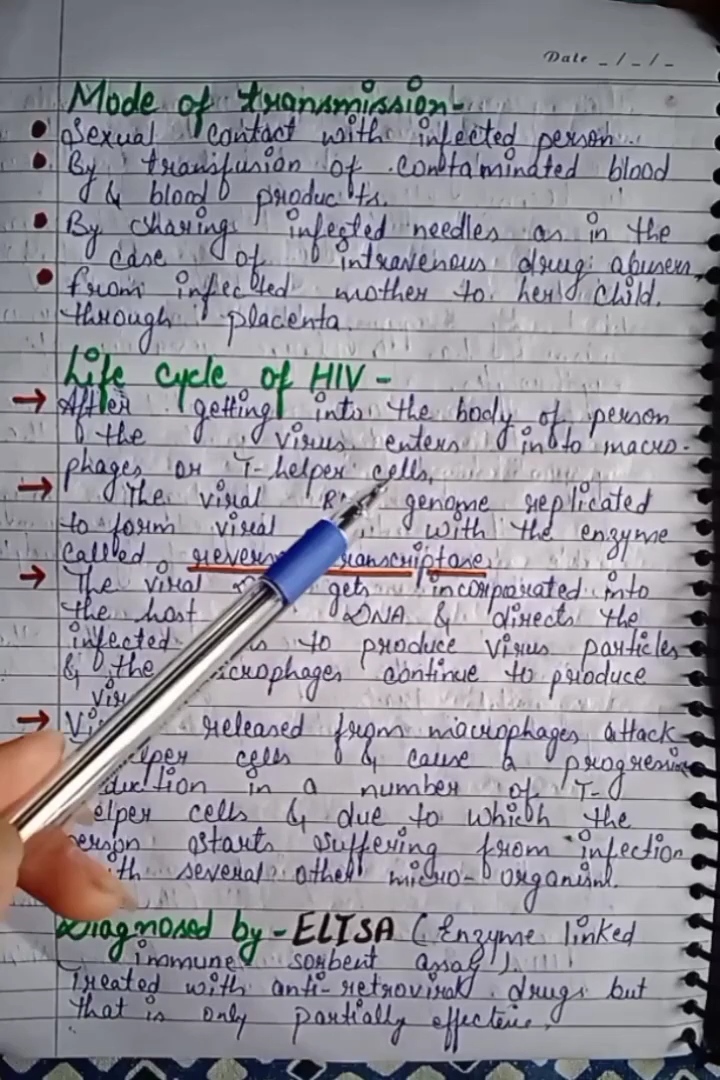 Date _ / _ / _
Mode of transmission-
Sexual contact with infected person.
By transfusion of contaminated blood
& blood products.
By sharing infected needles as in the
case of intravenous drug abusers
from infected mother to her child.
through placenta.
Life cycle of HIV -
After getting into the body of person
the virus enters into macro-
phages or T-helper cells.
The viral genome replicated
to form viral with the enzyme
called
The viral gets incorporated into
the host DNA & directs the
infected to produce virus particles
& the continue to produce
released from macrophages attack
cells & cause a
in a number of T-
cells & due to which the
starts suffering from infection
several other micro-organism.
Diagnosed by - ELISA (Enzyme linked
immune sorbent assay).
Treated with anti-retroviral drugs but
that is only partially effective.